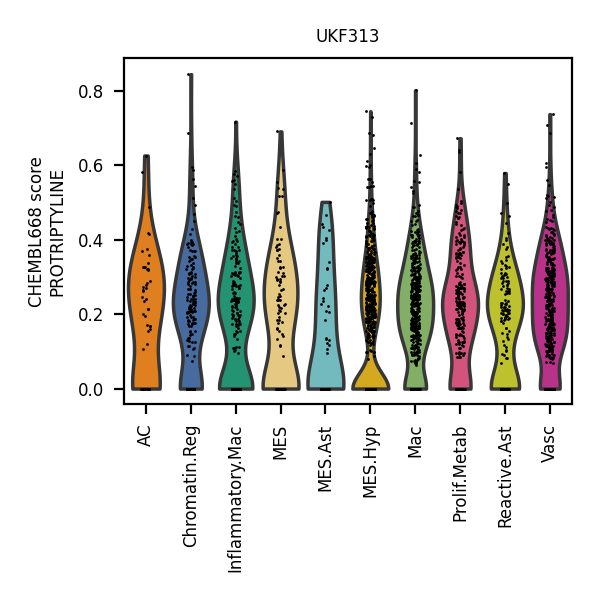 UKF313
CHEMBL668 score
PROTRIPTYLINE
0.8
0.6
0.4
0.2
0.0
AC
Chromatin.Reg
Inflammatory.Mac
MES
MES.Ast
MES.Hyp
Mac
Prolif.Metab
Reactive.Ast
Vasc